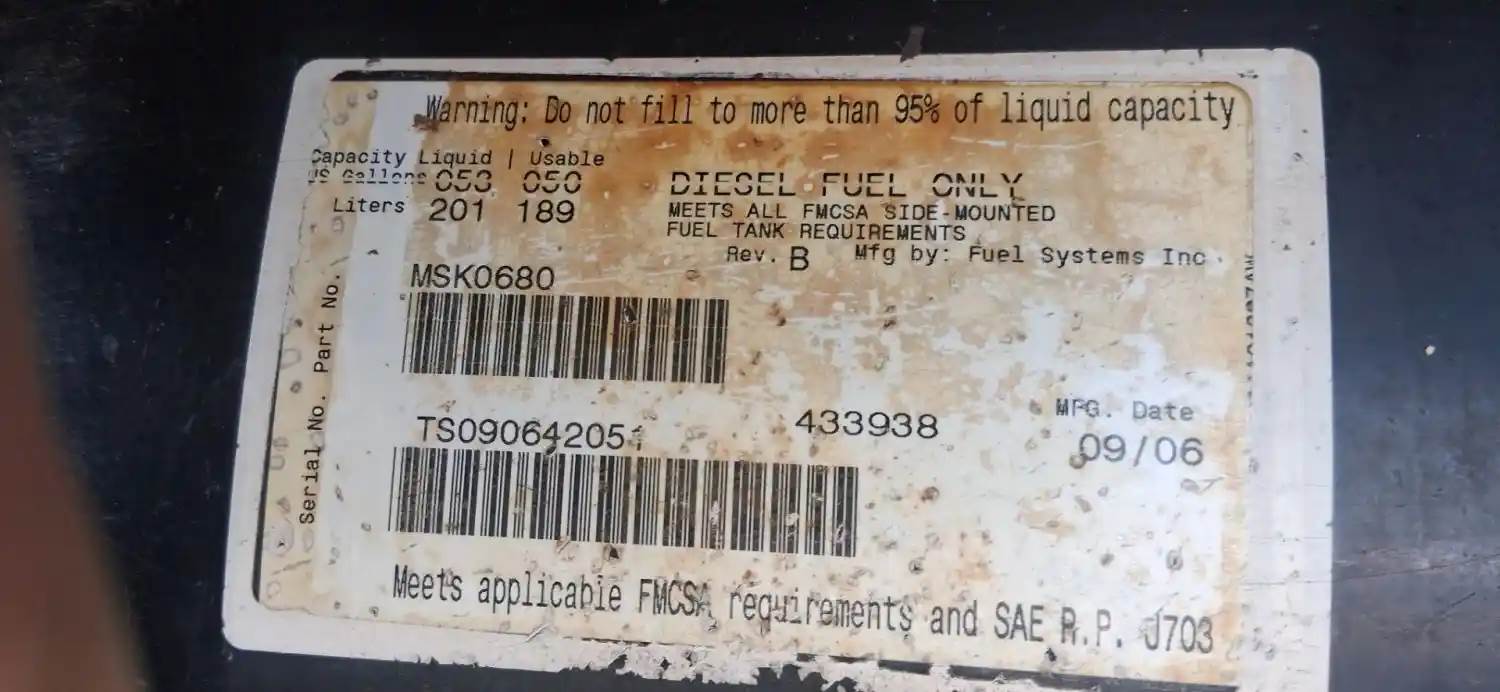 Warning: Do not fill to more than 95% of liquid capacity
Capacity Liquid | Usable
US Gallons 053 050
Liters 201 189
DIESEL FUEL ONLY
MEETS ALL FMCSA SIDE-MOUNTED
FUEL TANK REQUIREMENTS
Rev. B Mfg by: Fuel Systems Inc.
Part No.
MSK0680
Serial No.
TS090642051
433938
MFG. Date
09/06
Meets applicable FMCSA requirements and SAE R.P. J703